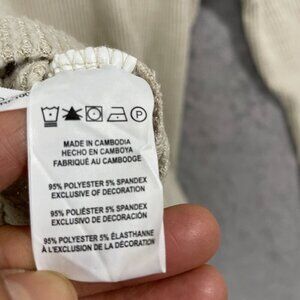 MADE IN CAMBODIA
HECHO EN CAMBOYA
FABRIQUÉ AU CAMBODGE
95% POLYESTER 5% SPANDEX
EXCLUSIVE OF DECORATION
95% POLIÉSTER 5% SPANDEX
EXCLUSIVO DE DECORACIÓN
95% POLYESTER 5% ÉLASTHANNE
À L'EXCLUSION DE LA DÉCORATION